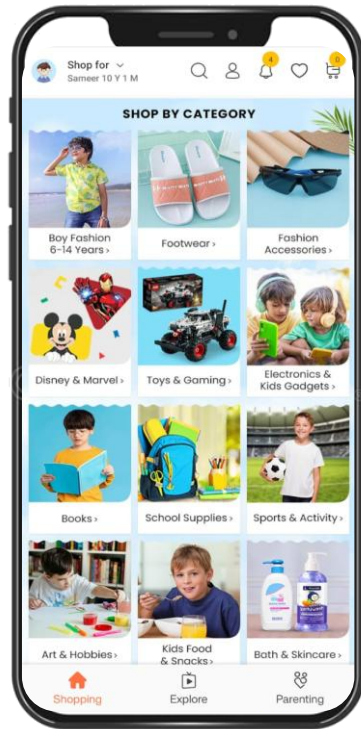 Shop for
Sameer 10 Y 1 M
4
0
SHOP BY CATEGORY
Boy Fashion
6-14 Years ›
Footwear ›
Fashion
Accessories ›
Disney & Marvel ›
Toys & Gaming ›
Electronics &
Kids Gadgets ›
Books ›
School Supplies ›
Sports & Activity ›
Art & Hobbies ›
Kids Food
& Snacks ›
Bath & Skincare ›
Shopping
Explore
Parenting